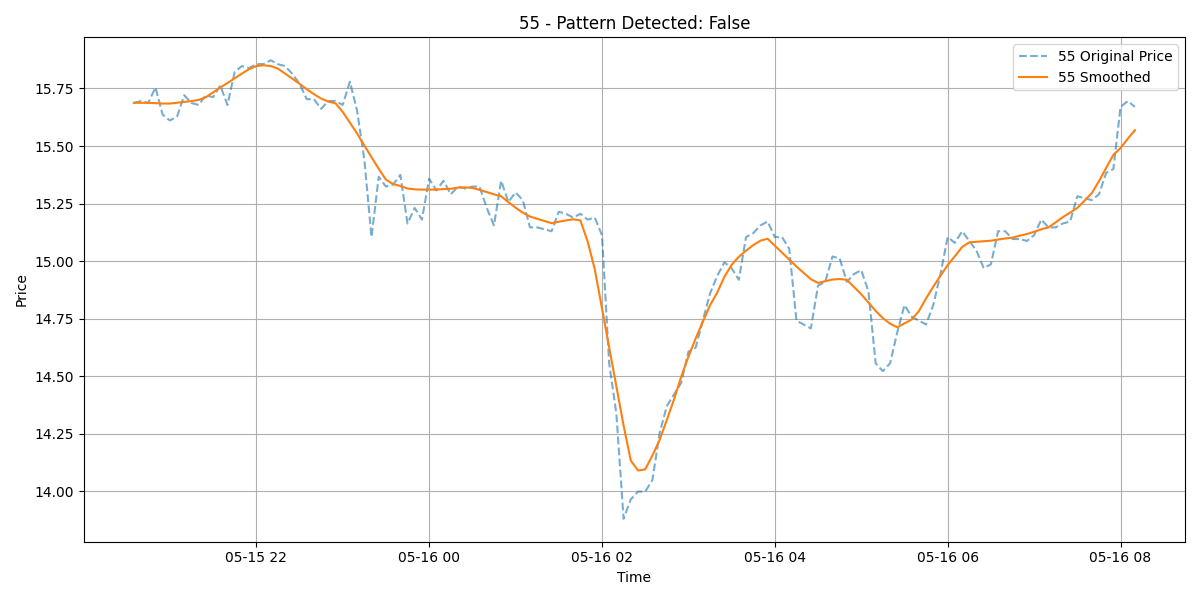 55 - Pattern Detected: False
55 Original Price
55 Smoothed
Price
15.75
15.50
15.25
15.00
14.75
14.50
14.25
14.00
05-15 22
05-16 00
05-16 02
05-16 04
05-16 06
05-16 08
Time